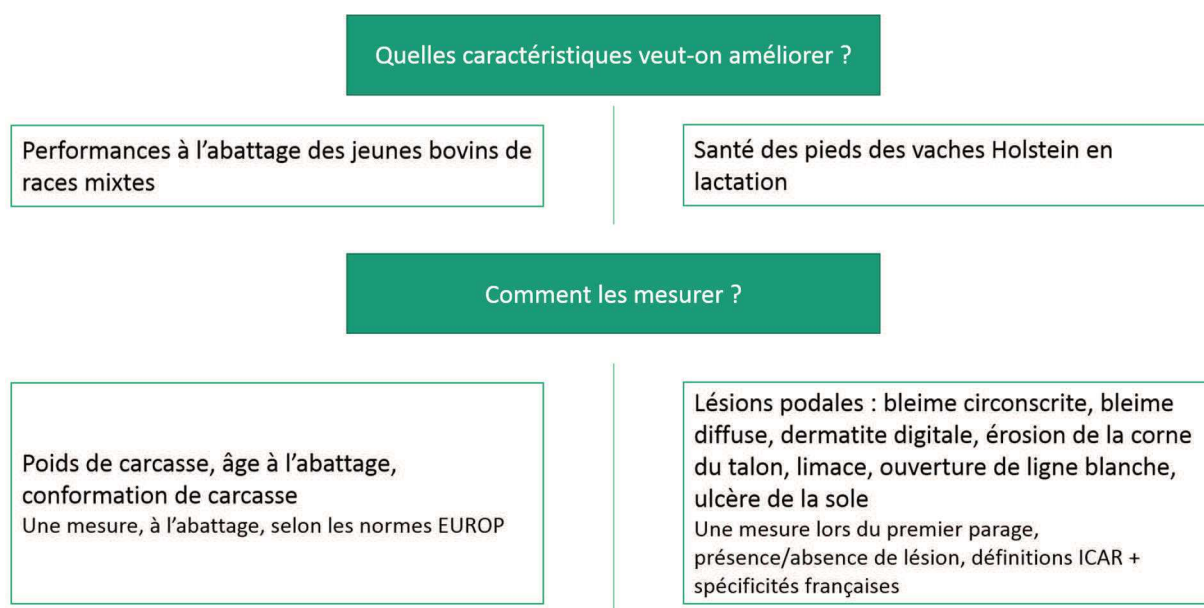 Quelles caractéristiques veut-on améliorer ?
Performances à l'abattage des jeunes bovins de
races mixtes
Santé des pieds des vaches Holstein en
lactation
Comment les mesurer ?
Poids de carcasse, âge à l'abattage,
conformation de carcasse
Une mesure, à l'abattage, selon les normes EUROP
Lésions podales : bleime circonscrite, bleime
diffuse, dermatite digitale, érosion de la corne
du talon, limace, ouverture de ligne blanche,
ulcère de la sole
Une mesure lors du premier parage,
présence/absence de lésion, définitions ICAR +
spécificités françaises